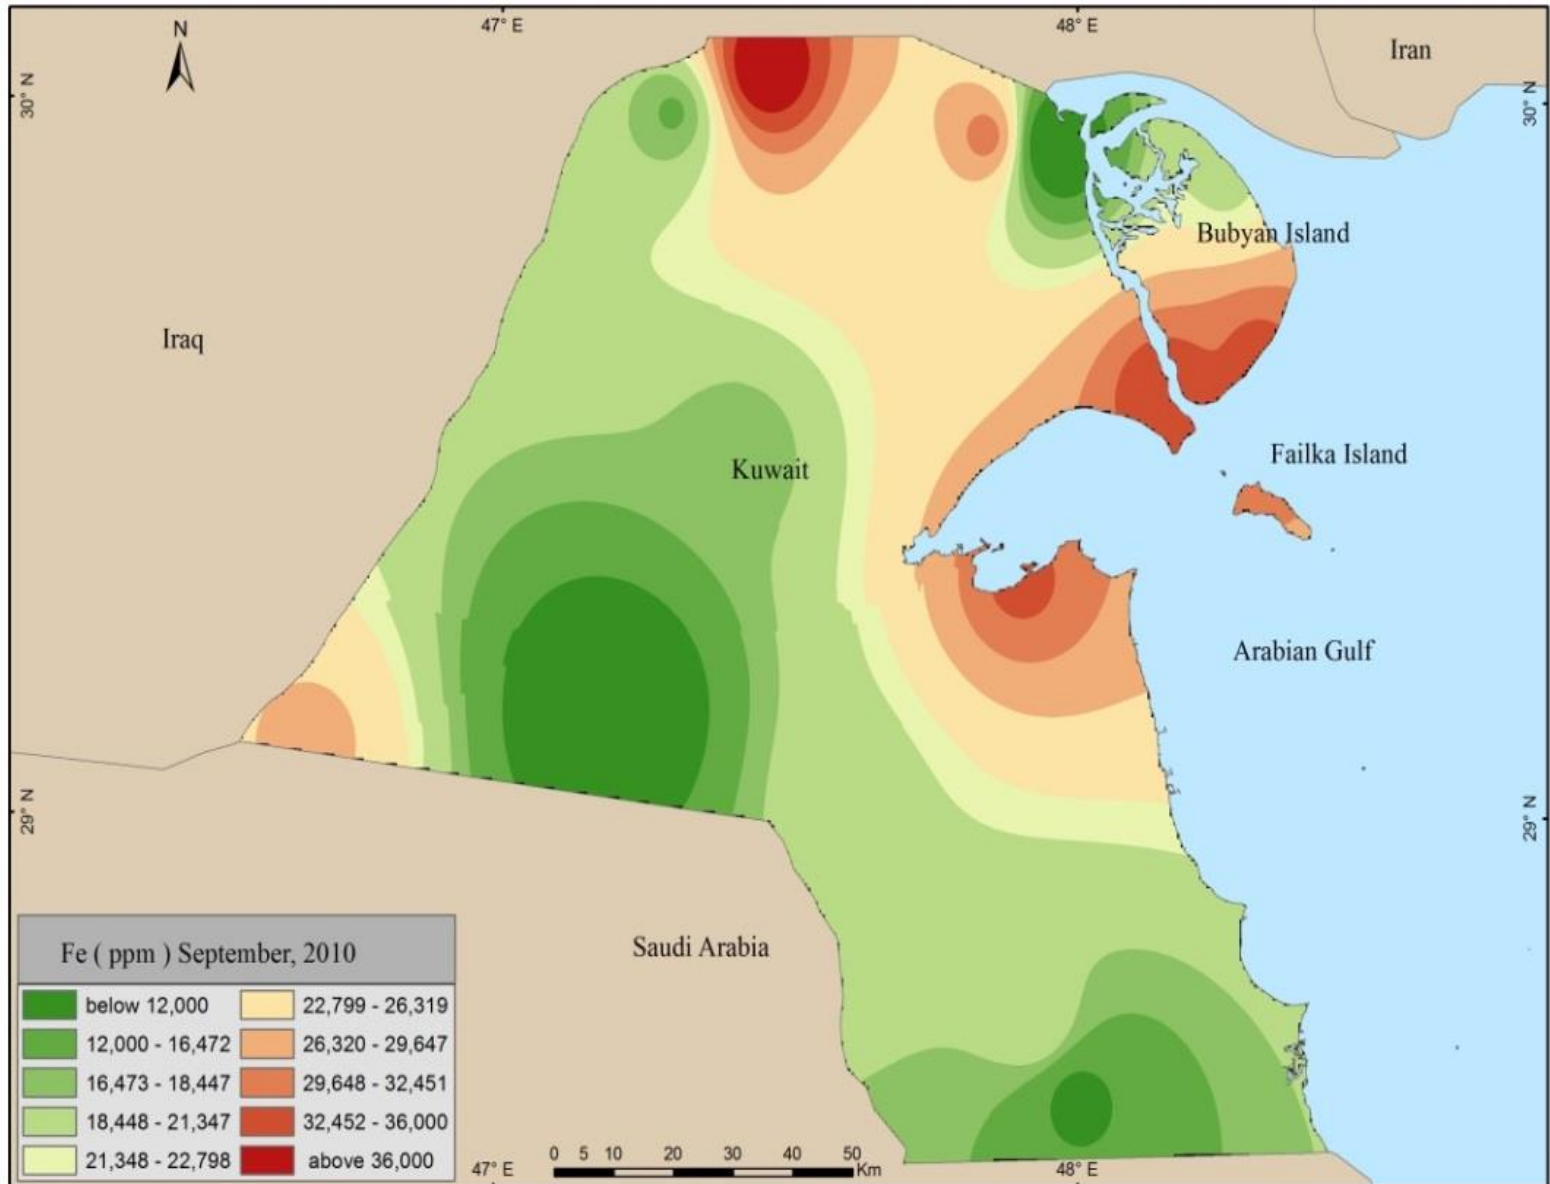 N
47° E
48° E
Iran
30° N
30° N
Bubyan Island
Iraq
Failka Island
Kuwait
Arabian Gulf
29° N
29° N
Saudi Arabia
Fe ( ppm ) September, 2010
below 12,000
22,799 - 26,319
12,000 - 16,472
26,320 - 29,647
16,473 - 18,447
29,648 - 32,451
18,448 - 21,347
32,452 - 36,000
21,348 - 22,798
above 36,000
0 5 10 20 30 40 50
Km
47° E
48° E